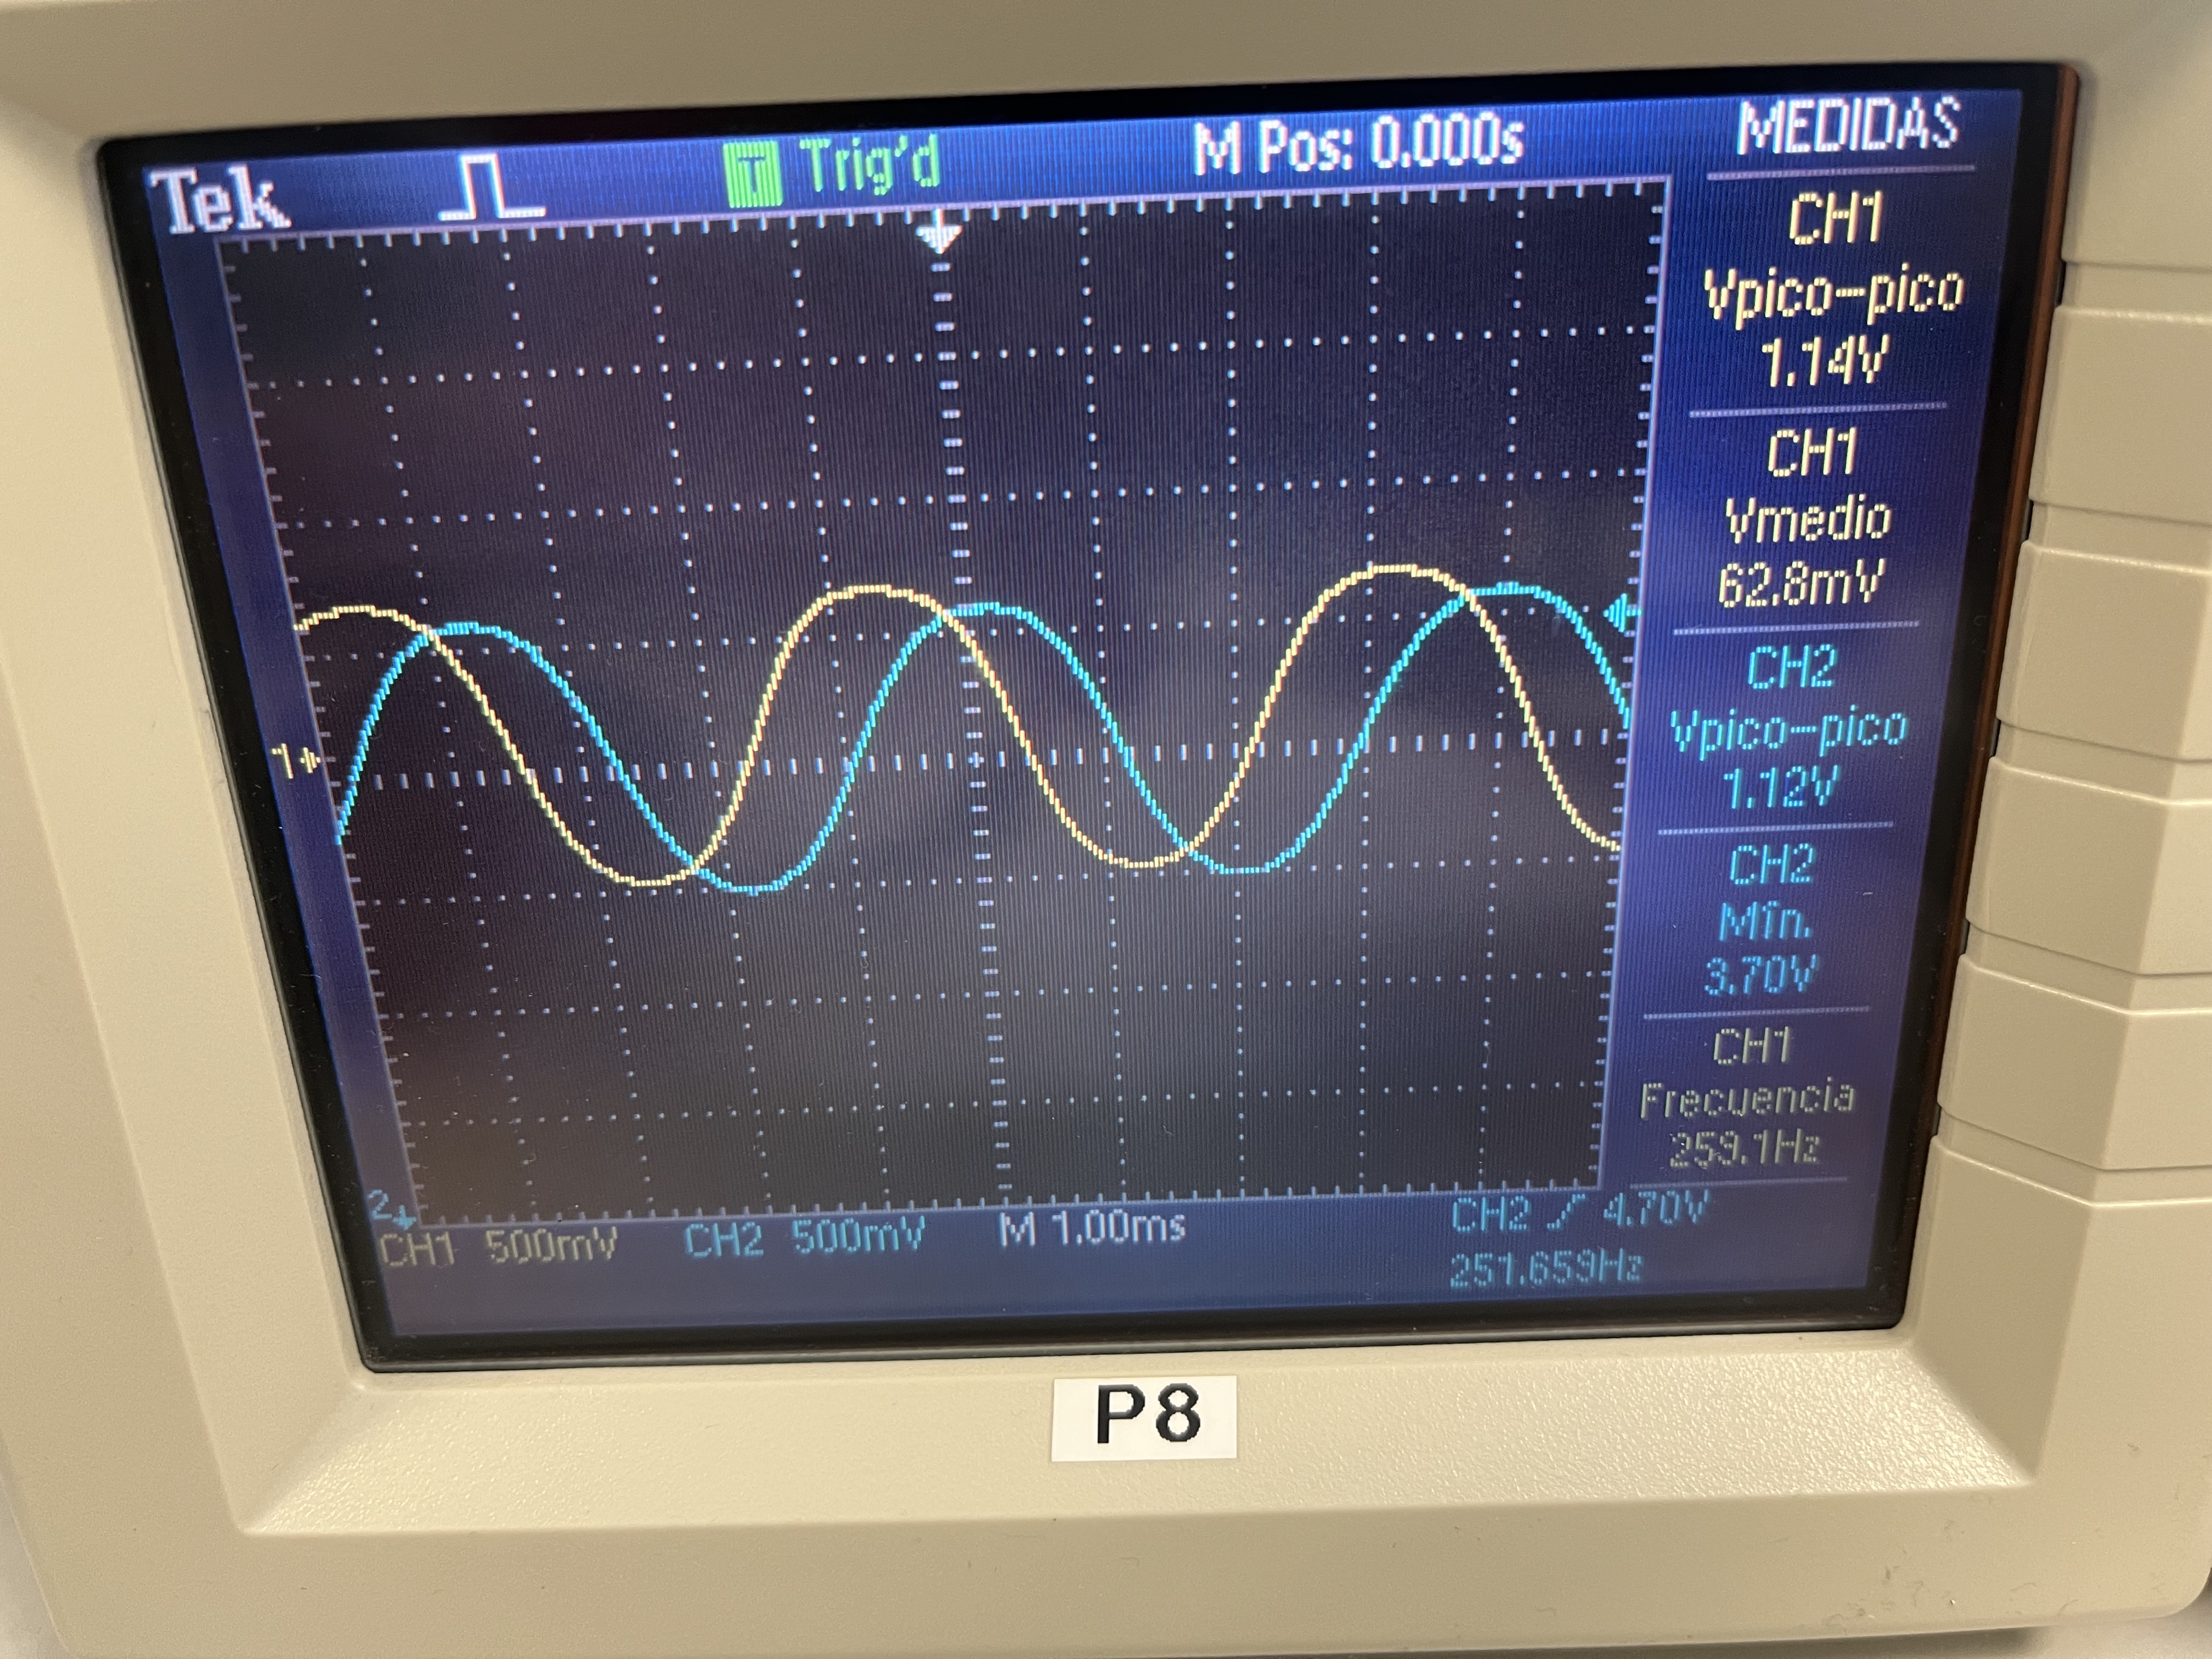 Tek
T Trig'd
M Pos: 0.000s
MEDIDAS
CH1
Vpico-pico
1.14V
CH1
Vmedio
62.8mV
CH2
Vpico-pico
1.12V
CH2
Mín.
3.70V
CH1
Frecuencia
259.1Hz
1
2
CH1 500mV
CH2 500mV
M 1.00ms
CH2
4.70V
251.659Hz
P8